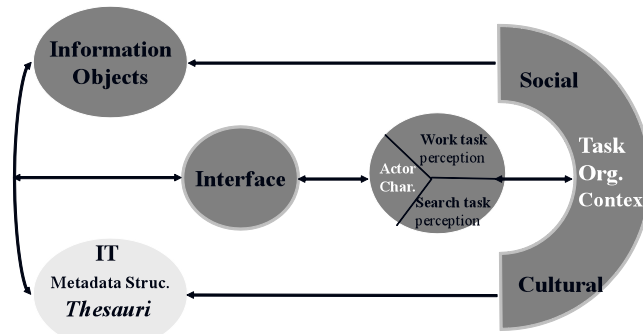 Information
Objects
Social
Work task
perception
Actor
Char.
Interface
Search task
perception
Task
Org.
Contex
IT
Metadata Struc.
Thesauri
Cultural